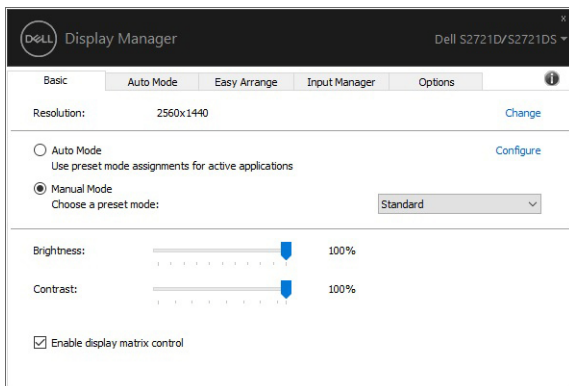 DELL Display Manager
x
Dell S2721D/S2721DS
Basic Auto Mode Easy Arrange Input Manager Options
Resolution: 2560x1440 Change
Auto Mode Configure
Use preset mode assignments for active applications
Manual Mode
Choose a preset mode: Standard
Brightness: 100%
Contrast: 100%
Enable display matrix control